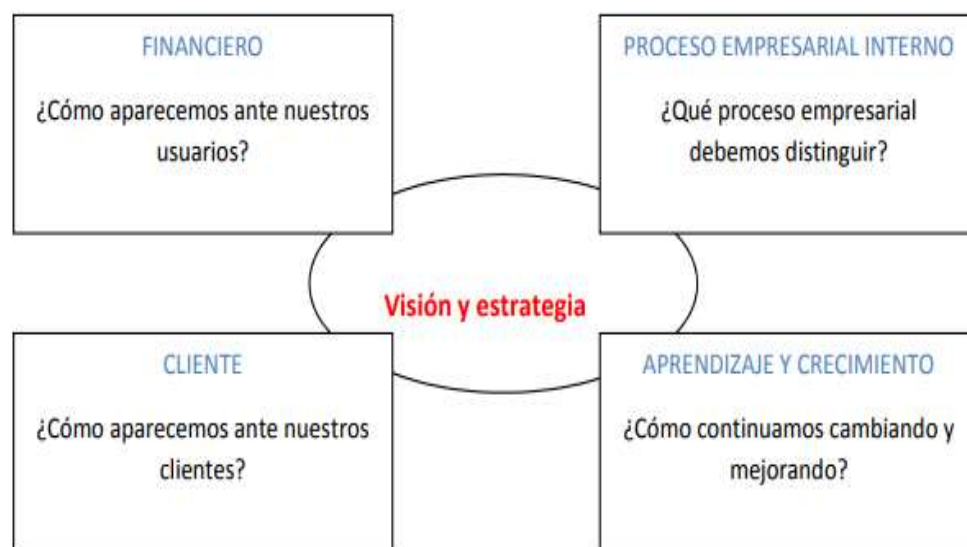 FINANCIERO
¿Cómo aparecemos ante nuestros
usuarios?
PROCESO EMPRESARIAL INTERNO
¿Qué proceso empresarial
debemos distinguir?
Visión y estrategia
CLIENTE
¿Cómo aparecemos ante nuestros
clientes?
APRENDIZAJE Y CRECIMIENTO
¿Cómo continuamos cambiando y
mejorando?